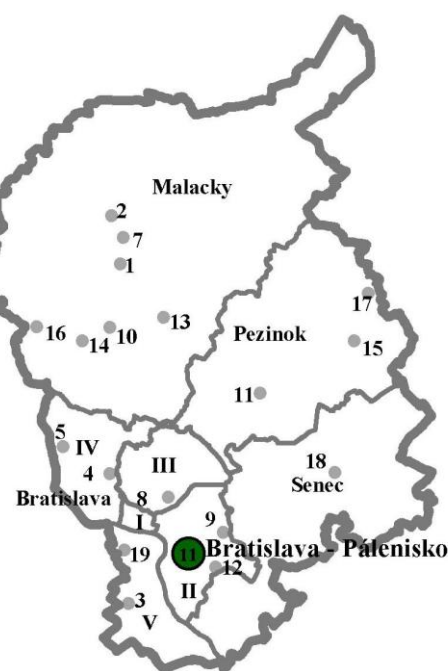 Malacky
2
7
1
17
13
Pezinok
16
10
14
15
11
5
IV
III
18
4
Senec
8
Bratislava
I
9
Bratislava - Pálenisko
11
19
12
II
3
V